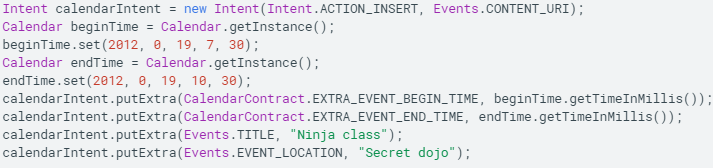 Intent calendarIntent = new Intent(Intent.ACTION_INSERT, Events.CONTENT_URI);
Calendar beginTime = Calendar.getInstance();
beginTime.set(2012, 0, 19, 7, 30);
Calendar endTime = Calendar.getInstance();
endTime.set(2012, 0, 19, 10, 30);
calendarIntent.putExtra(CalendarContract.EXTRA_EVENT_BEGIN_TIME, beginTime.getTimeInMillis());
calendarIntent.putExtra(CalendarContract.EXTRA_EVENT_END_TIME, endTime.getTimeInMillis());
calendarIntent.putExtra(Events.TITLE, "Ninja class");
calendarIntent.putExtra(Events.EVENT_LOCATION, "Secret dojo");